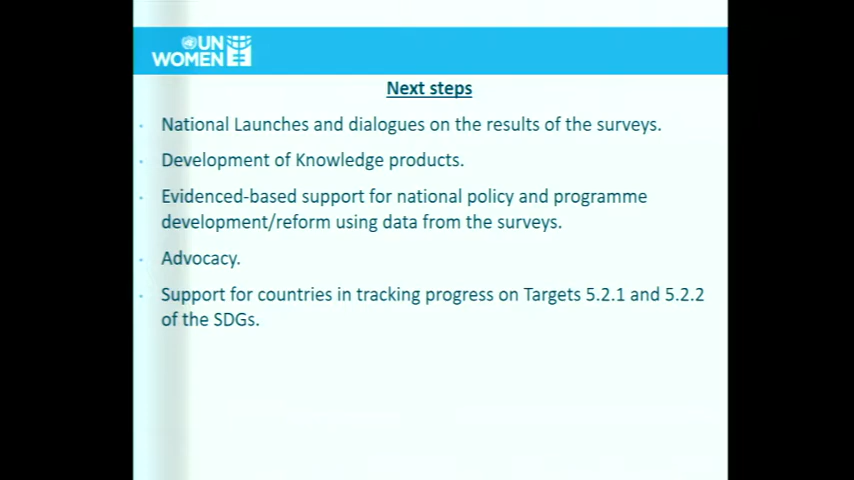 UN
WOMEN
Next steps
National Launches and dialogues on the results of the surveys.
Development of Knowledge products.
Evidenced-based support for national policy and programme
development/reform using data from the surveys.
Advocacy.
Support for countries in tracking progress on Targets 5.2.1 and 5.2.2
of the SDGs.